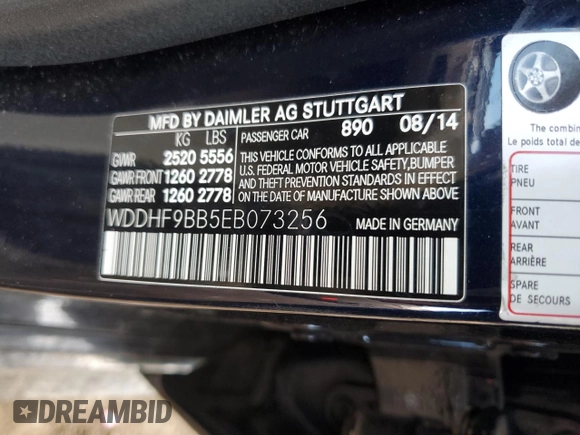 MFD BY DAIMLER AG STUTTGART
KG LBS PASSENGER CAR 890 08/14
GVWR 2520 5556
GAWR FRONT 1260 2778
GAWR REAR 1260 2778
THIS VEHICLE CONFORMS TO ALL APPLICABLE
U.S. FEDERAL MOTOR VEHICLE SAFETY, BUMPER
AND THEFT PREVENTION STANDARDS IN EFFECT
ON THE DATE OF MANUFACTURE SHOWN ABOVE
WDDHF9BB5EB073256 MADE IN GERMANY
The combine
Le poids total de
TIRE
PNEU
FRONT
AVANT
REAR
ARRIÈRE
SPARE
DE SECOURS
DREAMBID